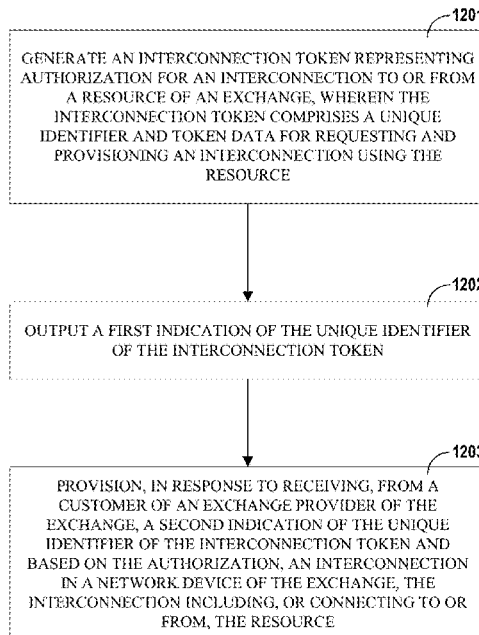 1201
GENERATE AN INTERCONNECTION TOKEN REPRESENTING
AUTHORIZATION FOR AN INTERCONNECTION TO OR FROM
A RESOURCE OF AN EXCHANGE, WHEREIN THE
INTERCONNECTION TOKEN COMPRISES A UNIQUE
IDENTIFIER AND TOKEN DATA FOR REQUESTING AND
PROVISIONING AN INTERCONNECTION USING THE
RESOURCE
1202
OUTPUT A FIRST INDICATION OF THE UNIQUE IDENTIFIER
OF THE INTERCONNECTION TOKEN
1203
PROVISION, IN RESPONSE TO RECEIVING, FROM A
CUSTOMER OF AN EXCHANGE PROVIDER OF THE
EXCHANGE, A SECOND INDICATION OF THE UNIQUE
IDENTIFIER OF THE INTERCONNECTION TOKEN AND
BASED ON THE AUTHORIZATION, AN INTERCONNECTION
IN A NETWORK DEVICE OF THE EXCHANGE, THE
INTERCONNECTION INCLUDING, OR CONNECTING TO OR
FROM, THE RESOURCE